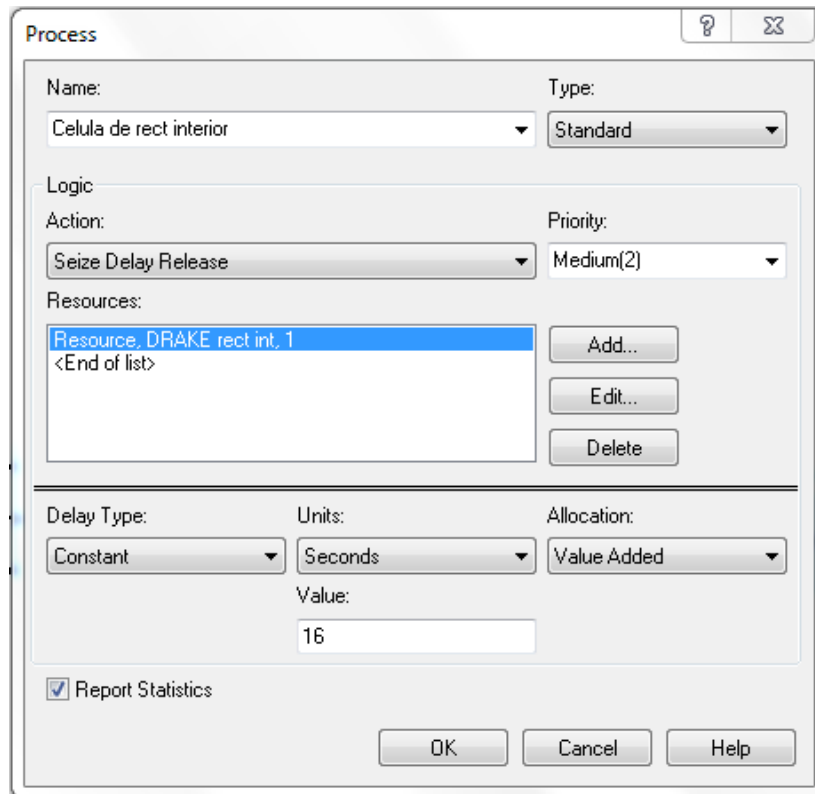 Process
Name: Type:
Celula de rect interior Standard
Logic
Action: Priority:
Seize Delay Release Medium(2)
Resources:
Resource, DRAKE rect int, 1
<End of list>
Add...
Edit...
Delete
Delay Type: Units: Allocation:
Constant Seconds Value Added
Value:
16
Report Statistics
OK Cancel Help